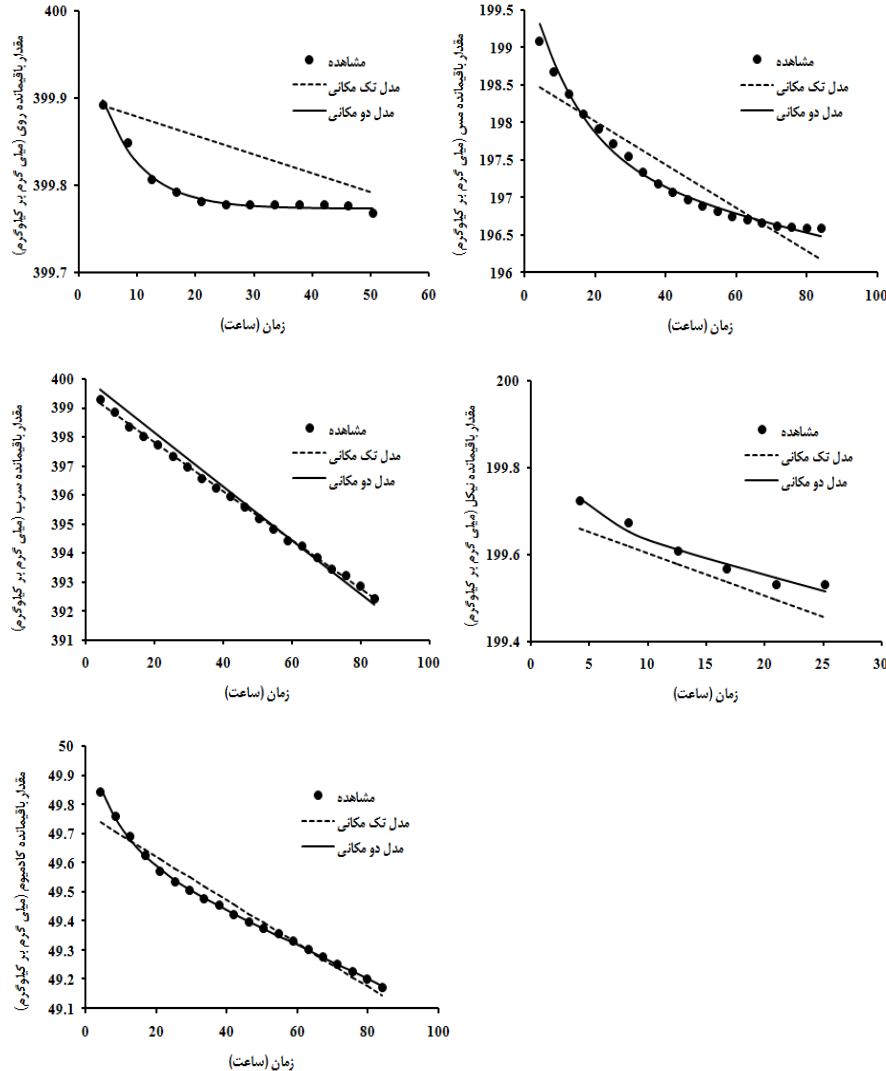 مقدار باقیمانده روی (میلی گرم بر کیلوگرم)
400
399.9
399.8
399.7
0 10 20 30 40 50 60
زمان (ساعت)
مشاهده
مدل تک مکانی
مدل دو مکانی
مقدار باقیمانده مس (میلی گرم بر کیلوگرم)
199.5
199
198.5
198
197.5
197
196.5
196
0 20 40 60 80 100
زمان (ساعت)
مشاهده
مدل تک مکانی
مدل دو مکانی
مقدار باقیمانده سرب (میلی گرم بر کیلوگرم)
400
399
398
397
396
395
394
393
392
391
0 20 40 60 80 100
زمان (ساعت)
مشاهده
مدل تک مکانی
مدل دو مکانی
مقدار باقیمانده نیکل (میلی گرم بر کیلوگرم)
200
199.8
199.6
199.4
0 5 10 15 20 25 30
زمان (ساعت)
مشاهده
مدل تک مکانی
مدل دو مکانی
مقدار باقیمانده کادمیوم (میلی گرم بر کیلوگرم)
50
49.9
49.8
49.7
49.6
49.5
49.4
49.3
49.2
49.1
0 20 40 60 80 100
زمان (ساعت)
مشاهده
مدل تک مکانی
مدل دو مکانی